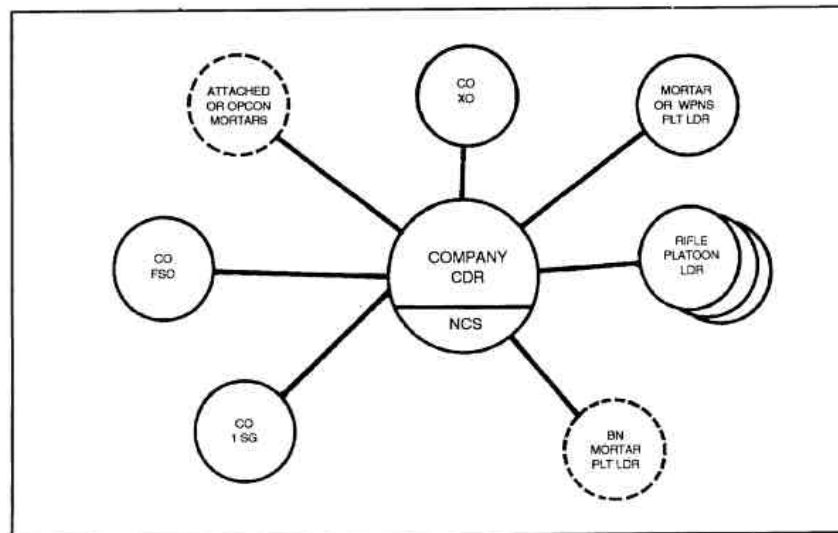 ATTACHED
OR OPCON
MORTARS
CO
XO
MORTAR
OR WPNS
PLT LDR
CO
FSO
COMPANY
CDR
NCS
RIFLE
PLATOON
LDR
CO
1 SG
BN
MORTAR
PLT LDR